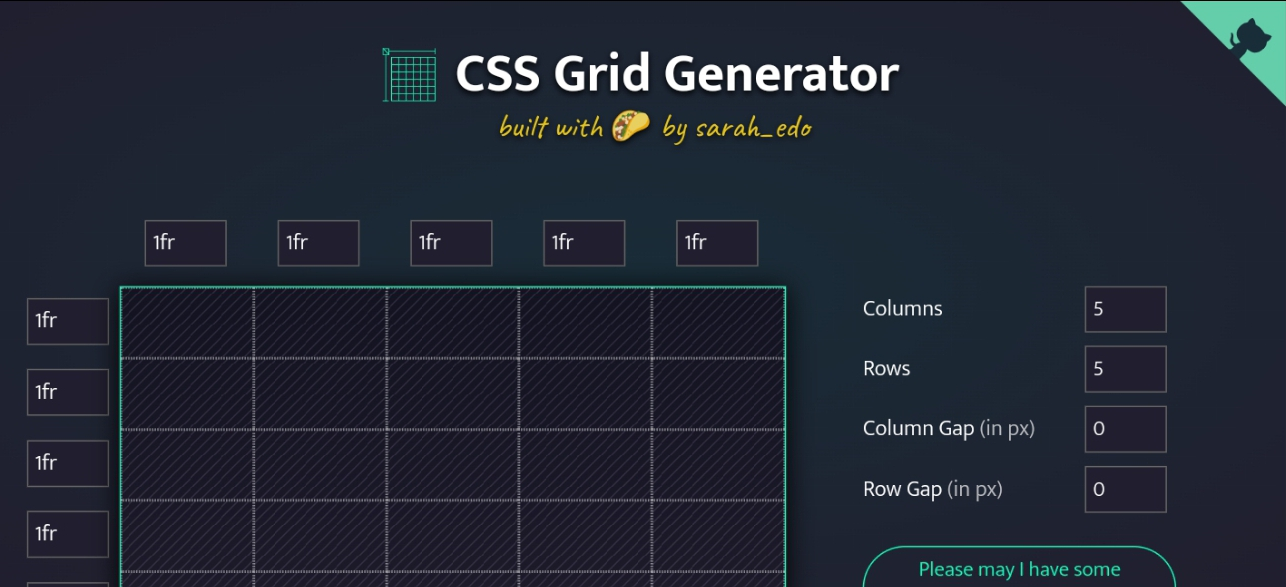 CSS Grid Generator
built with 🌮 by sarah_edo
1fr 1fr 1fr 1fr 1fr
1fr
1fr
1fr
1fr
Columns 5
Rows 5
Column Gap (in px) 0
Row Gap (in px) 0
Please may I have some